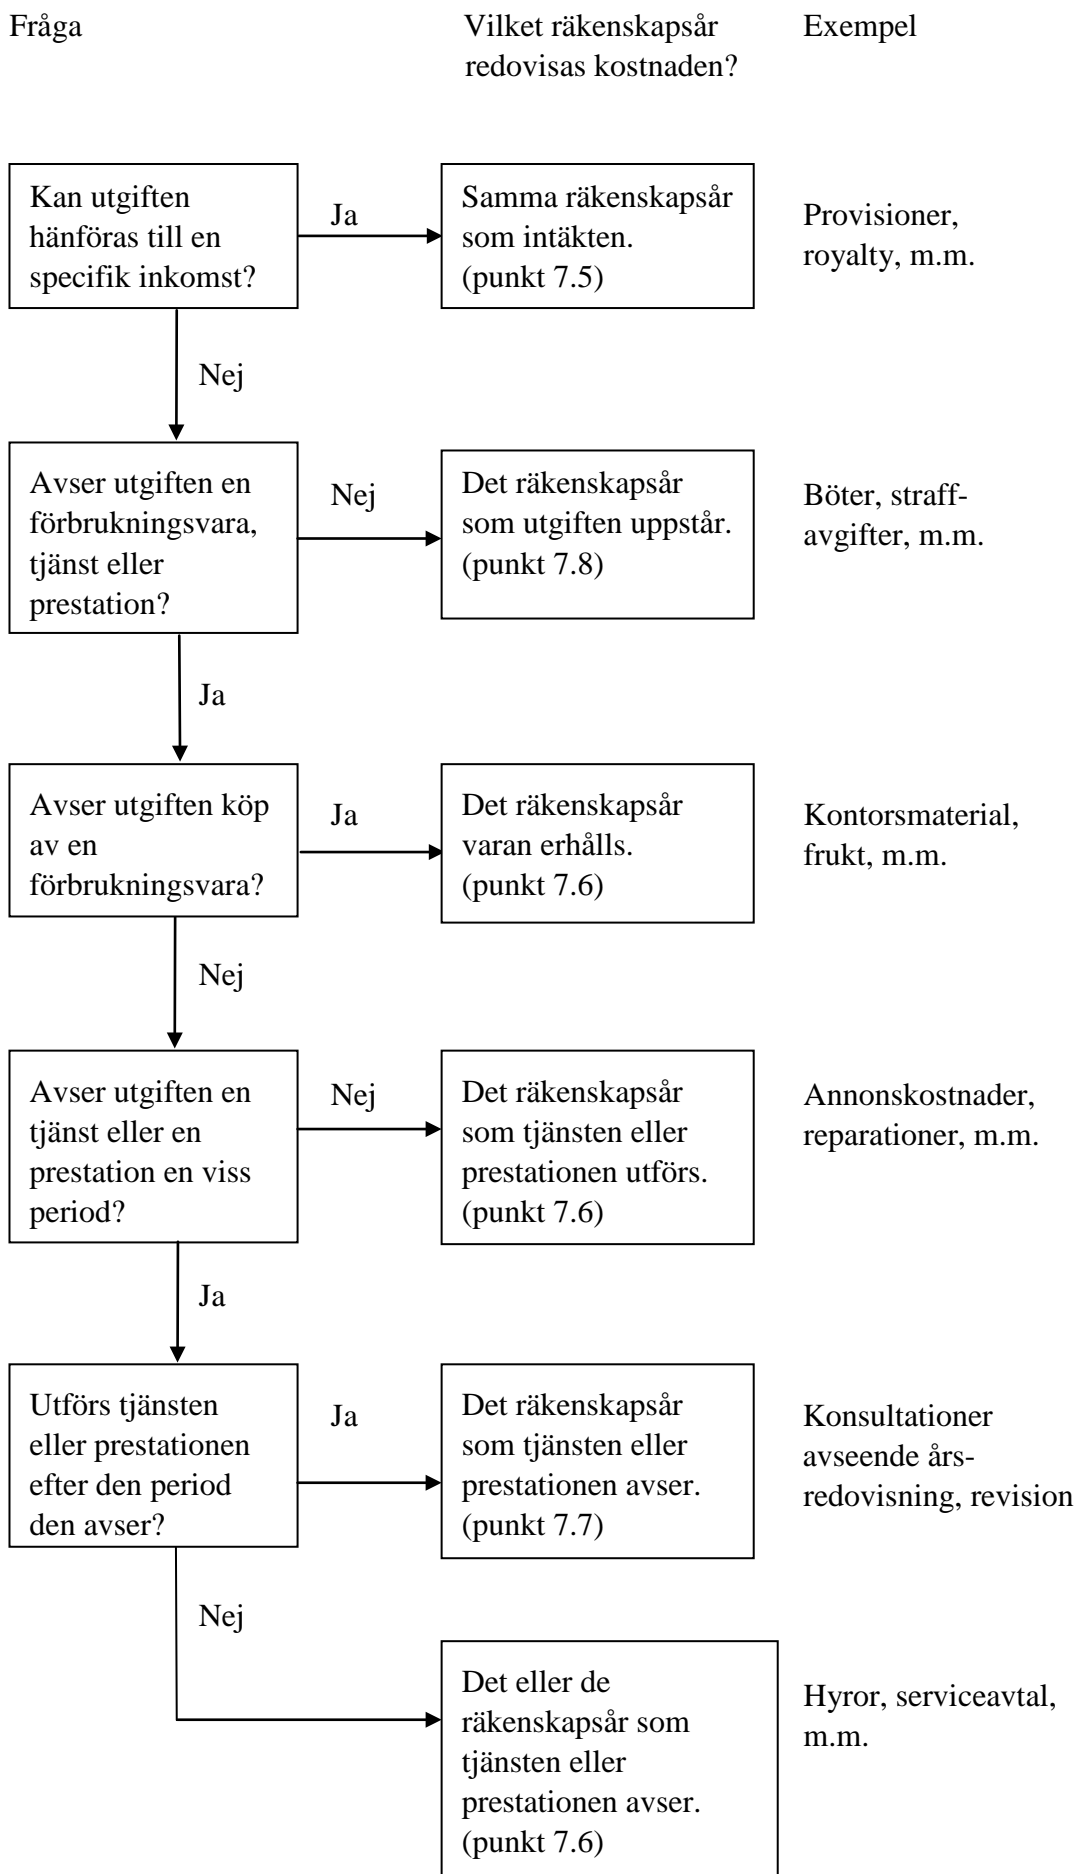 Fråga
Vilket räkenskapsår
redovisas kostnaden?
Exempel
Kan utgiften
hänföras till en
specifik inkomst?
Ja
Samma räkenskapsår
som intäkten.
(punkt 7.5)
Provisioner,
royalty, m.m.
Nej
Avser utgiften en
förbrukningsvara,
tjänst eller
prestation?
Nej
Det räkenskapsår
som utgiften uppstår.
(punkt 7.8)
Böter, straff-
avgifter, m.m.
Ja
Avser utgiften köp
av en
förbrukningsvara?
Ja
Det räkenskapsår
varan erhålls.
(punkt 7.6)
Kontorsmaterial,
frukt, m.m.
Nej
Avser utgiften en
tjänst eller en
prestation en viss
period?
Nej
Det räkenskapsår
som tjänsten eller
prestationen utförs.
(punkt 7.6)
Annonskostnader,
reparationer, m.m.
Ja
Utförs tjänsten
eller prestationen
efter den period
den avser?
Ja
Det räkenskapsår
som tjänsten eller
prestationen avser.
(punkt 7.7)
Konsultationer
avseende års-
redovisning, revision
Nej
Det eller de
räkenskapsår som
tjänsten eller
prestationen avser.
(punkt 7.6)
Hyror, serviceavtal,
m.m.